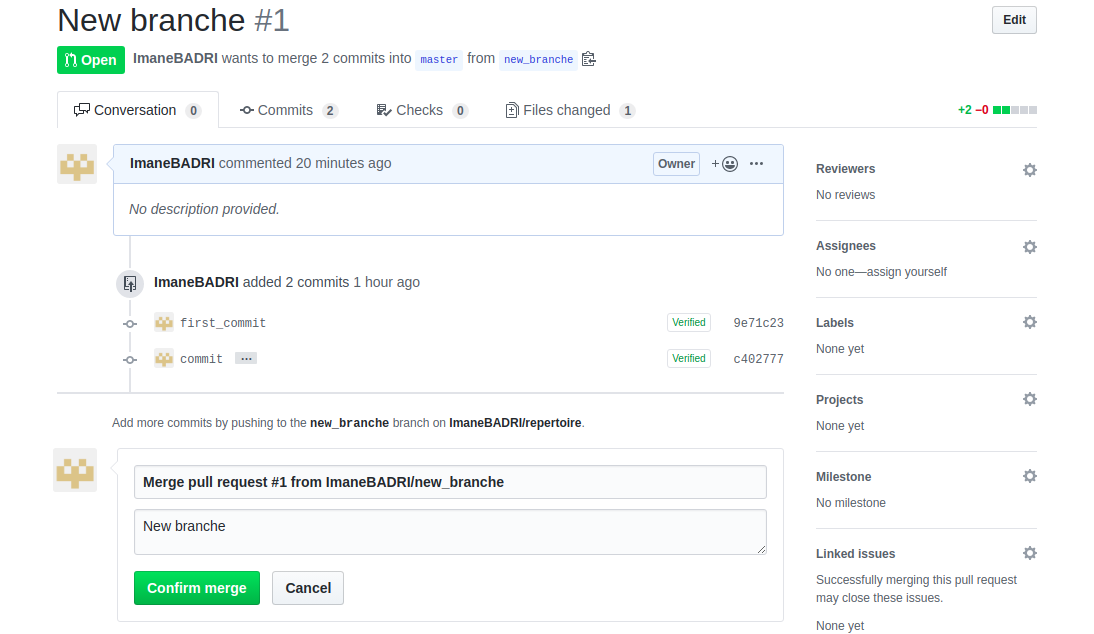 New branche #1
Edit
Open
ImaneBADRI wants to merge 2 commits into master from new_branche
Conversation 0
Commits 2
Checks 0
Files changed 1
+2 −0
ImaneBADRI commented 20 minutes ago
Owner
No description provided.
ImaneBADRI added 2 commits 1 hour ago
first_commit Verified 9e71c23
commit ... Verified c402777
Add more commits by pushing to the new_branche branch on ImaneBADRI/repertoire.
Merge pull request #1 from ImaneBADRI/new_branche
New branche
Confirm merge
Cancel
Reviewers
No reviews
Assignees
No one—assign yourself
Labels
None yet
Projects
None yet
Milestone
No milestone
Linked issues
Successfully merging this pull request
may close these issues.
None yet